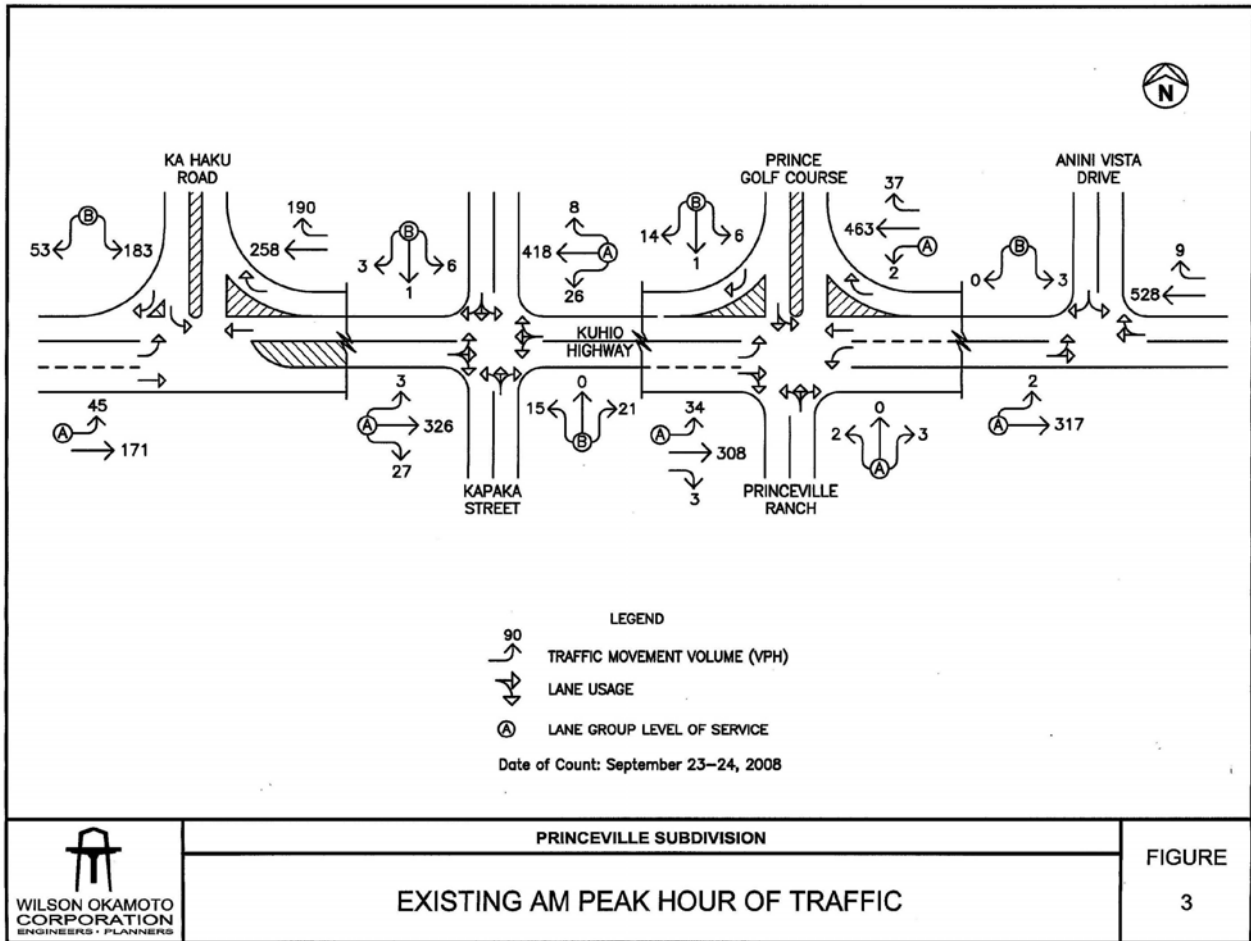 N
KA HAKU
ROAD
PRINCE
GOLF COURSE
ANINI VISTA
DRIVE
B
53
183
190
258
B
3
1
6
8
418
A
26
B
14
1
6
37
463
A
2
B
0
3
9
528
KUHIO
HIGHWAY
45
A
171
3
A
326
27
0
15
21
B
34
A
308
3
0
2
3
A
2
A
317
KAPAKA
STREET
PRINCEVILLE
RANCH
LEGEND
90
TRAFFIC MOVEMENT VOLUME (VPH)
LANE USAGE
A LANE GROUP LEVEL OF SERVICE
Date of Count: September 23–24, 2008
WILSON OKAMOTO
CORPORATION
ENGINEERS · PLANNERS
PRINCEVILLE SUBDIVISION
EXISTING AM PEAK HOUR OF TRAFFIC
FIGURE
3